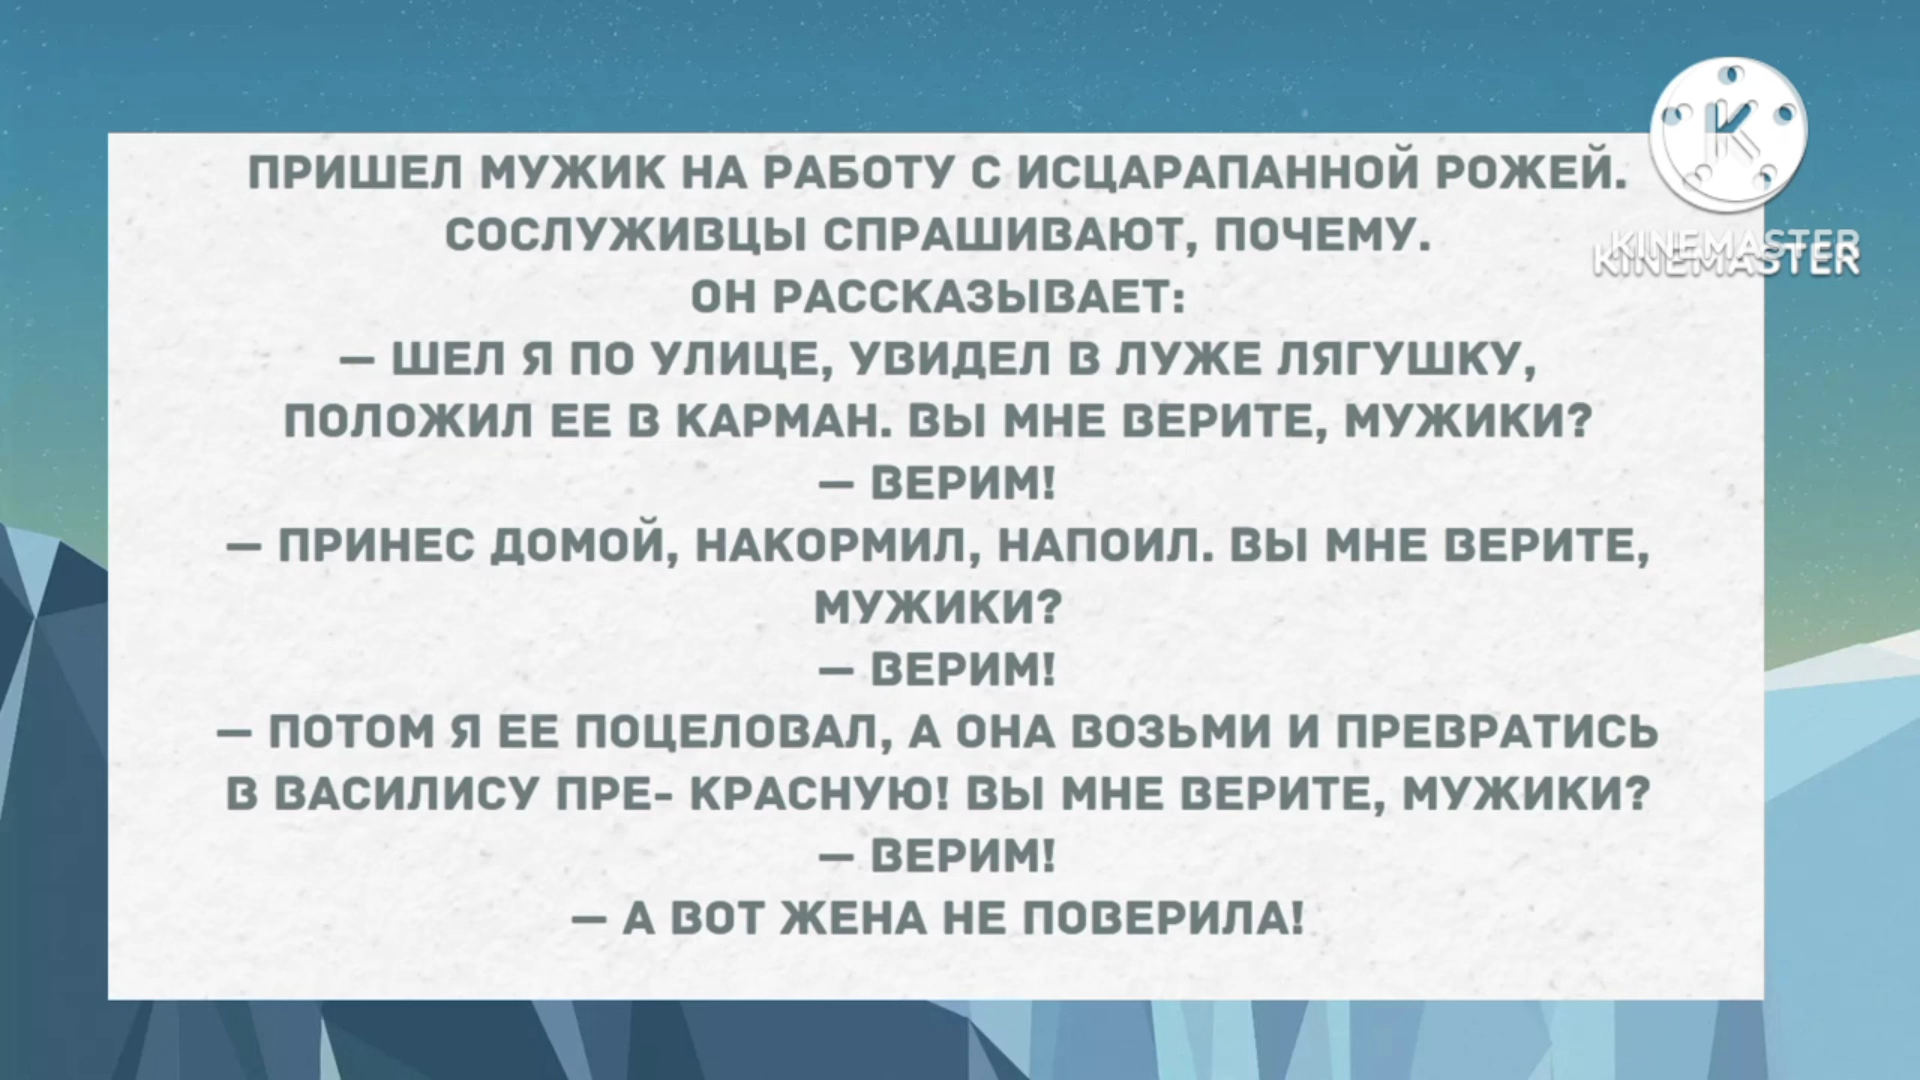 ПРИШЕЛ МУЖИК НА РАБОТУ С ИСЦАРАПАННОЙ РОЖЕЙ.
СОСЛУЖИВЦЫ СПРАШИВАЮТ, ПОЧЕМУ.
ОН РАССКАЗЫВАЕТ:
— ШЕЛ Я ПО УЛИЦЕ, УВИДЕЛ В ЛУЖЕ ЛЯГУШКУ,
ПОЛОЖИЛ ЕЕ В КАРМАН. ВЫ МНЕ ВЕРИТЕ, МУЖИКИ?
— ВЕРИМ!
— ПРИНЕС ДОМОЙ, НАКОРМИЛ, НАПОИЛ. ВЫ МНЕ ВЕРИТЕ,
МУЖИКИ?
— ВЕРИМ!
— ПОТОМ Я ЕЕ ПОЦЕЛОВАЛ, А ОНА ВОЗЬМИ И ПРЕВРАТИСЬ
В ВАСИЛИСУ ПРЕ- КРАСНУЮ! ВЫ МНЕ ВЕРИТЕ, МУЖИКИ?
— ВЕРИМ!
— А ВОТ ЖЕНА НЕ ПОВЕРИЛА!
K
KINEMASTER
KINEMASTER